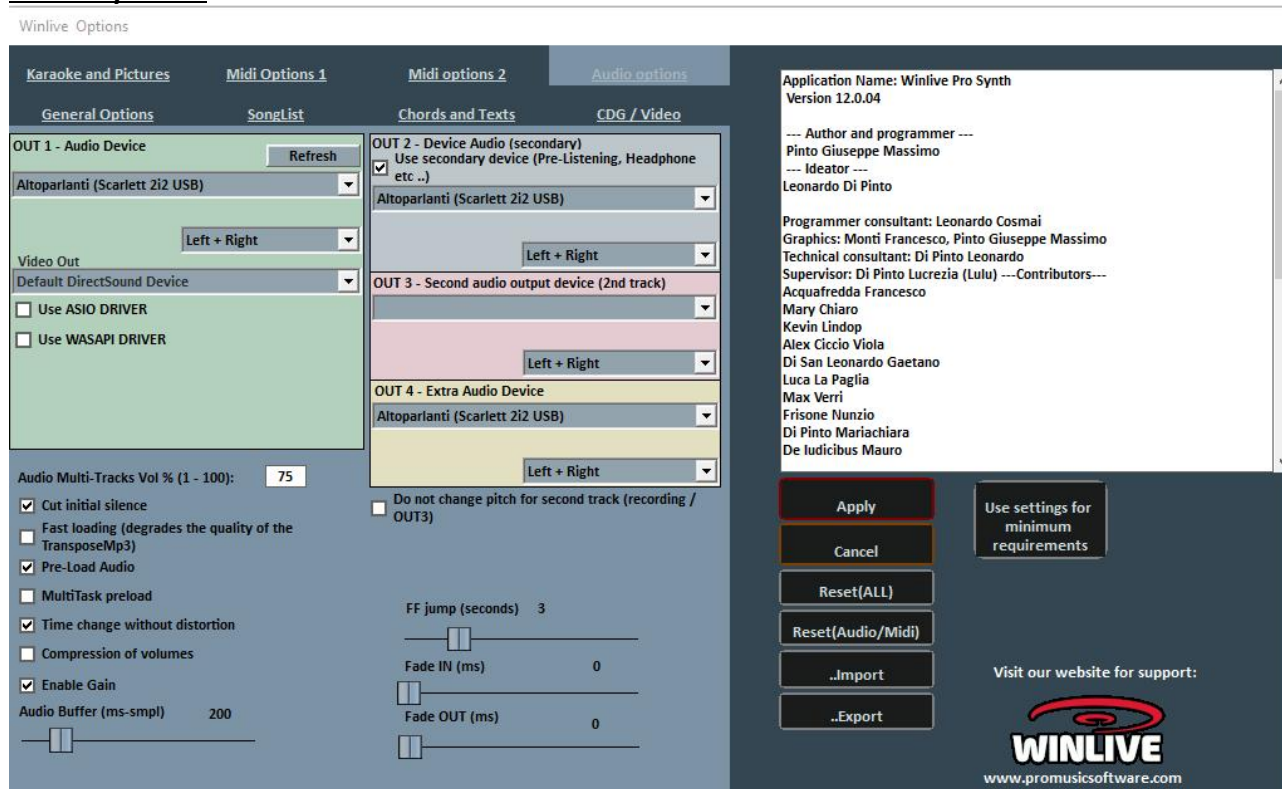 Winlive Options
Karaoke and Pictures
Midi Options 1
Midi options 2
Audio options
General Options
SongList
Chords and Texts
CDG / Video
OUT 1 - Audio Device
Refresh
Altoparlanti (Scarlett 2i2 USB)
Left + Right
Video Out
Default DirectSound Device
Use ASIO DRIVER
Use WASAPI DRIVER
OUT 2 - Device Audio (secondary)
Use secondary device (Pre-Listening, Headphone
etc ..)
Altoparlanti (Scarlett 2i2 USB)
Left + Right
OUT 3 - Second audio output device (2nd track)
Left + Right
OUT 4 - Extra Audio Device
Altoparlanti (Scarlett 2i2 USB)
Left + Right
Audio Multi-Tracks Vol % (1 - 100):
75
Cut initial silence
Fast loading (degrades the quality of the
TransposeMp3)
Pre-Load Audio
MultiTask preload
Time change without distortion
Compression of volumes
Enable Gain
Audio Buffer (ms-smpl)
200
Do not change pitch for second track (recording /
OUT3)
FF jump (seconds)
3
Fade IN (ms)
0
Fade OUT (ms)
0
Application Name: Winlive Pro Synth
Version 12.0.04
--- Author and programmer ---
Pinto Giuseppe Massimo
--- Ideator ---
Leonardo Di Pinto
Programmer consultant: Leonardo Cosmai
Graphics: Monti Francesco, Pinto Giuseppe Massimo
Technical consultant: Di Pinto Leonardo
Supervisor: Di Pinto Lucrezia (Lulu) ---Contributors---
Acquafredda Francesco
Mary Chiaro
Kevin Lindop
Alex Ciccio Viola
Di San Leonardo Gaetano
Luca La Paglia
Max Verri
Frisone Nunzio
Di Pinto Mariachiara
De Iudicibus Mauro
Apply
Cancel
Reset(ALL)
Reset(Audio/Midi)
..Import
..Export
Use settings for
minimum
requirements
Visit our website for support:
WINLIVE
www.promusicsoftware.com